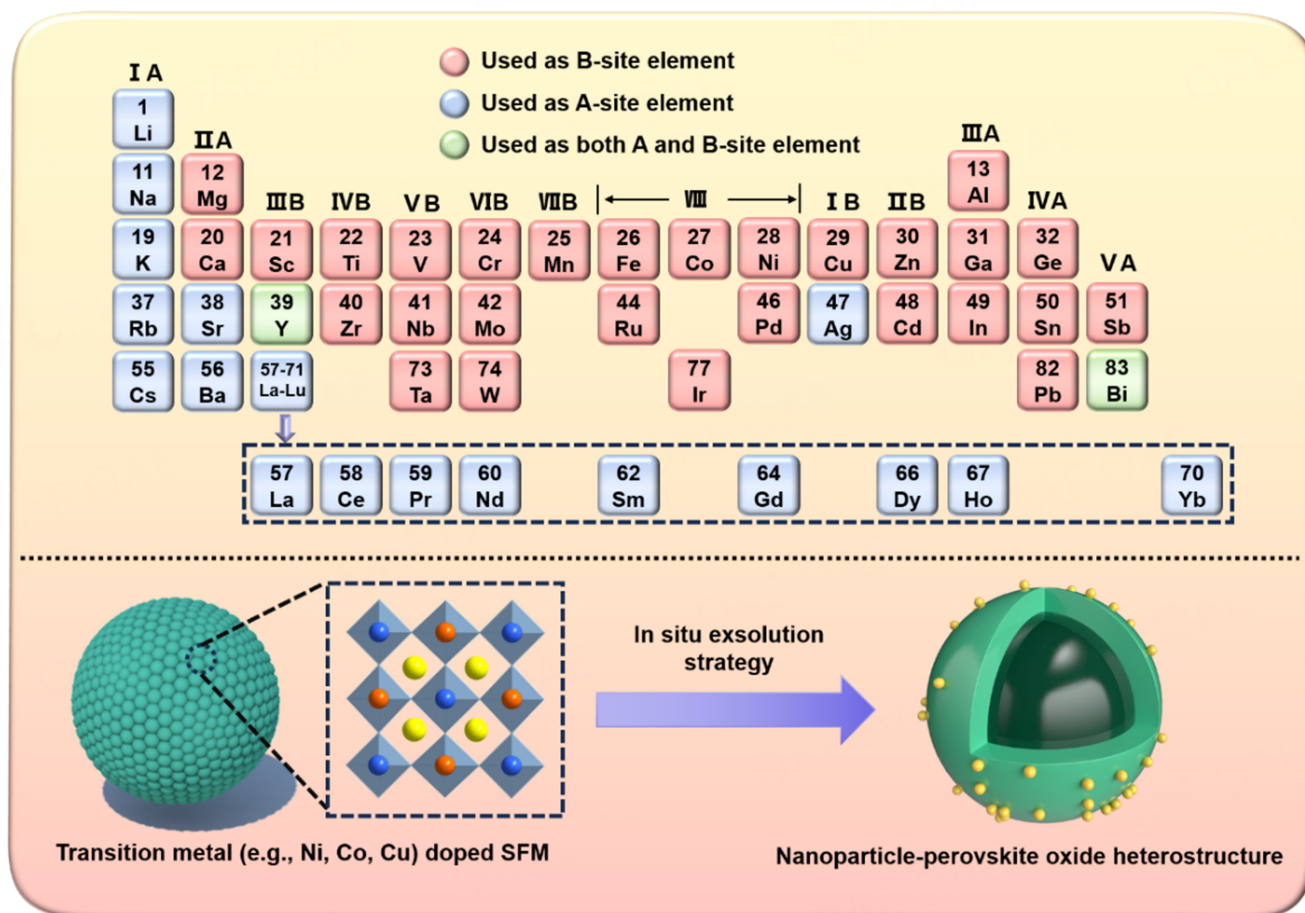 Used as B-site element
Used as A-site element
Used as both A and B-site element
ⅠA
ⅡA
ⅢB
ⅣB
ⅤB
ⅥB
ⅦB
Ⅷ
ⅠB
ⅡB
ⅢA
ⅣA
ⅤA
1
Li
11
Na
12
Mg
13
Al
19
K
20
Ca
21
Sc
22
Ti
23
V
24
Cr
25
Mn
26
Fe
27
Co
28
Ni
29
Cu
30
Zn
31
Ga
32
Ge
37
Rb
38
Sr
39
Y
40
Zr
41
Nb
42
Mo
44
Ru
46
Pd
47
Ag
48
Cd
49
In
50
Sn
51
Sb
55
Cs
56
Ba
57-71
La-Lu
73
Ta
74
W
77
Ir
82
Pb
83
Bi
57
La
58
Ce
59
Pr
60
Nd
62
Sm
64
Gd
66
Dy
67
Ho
70
Yb
In situ exsolution
strategy
Transition metal (e.g., Ni, Co, Cu) doped SFM
Nanoparticle-perovskite oxide heterostructure